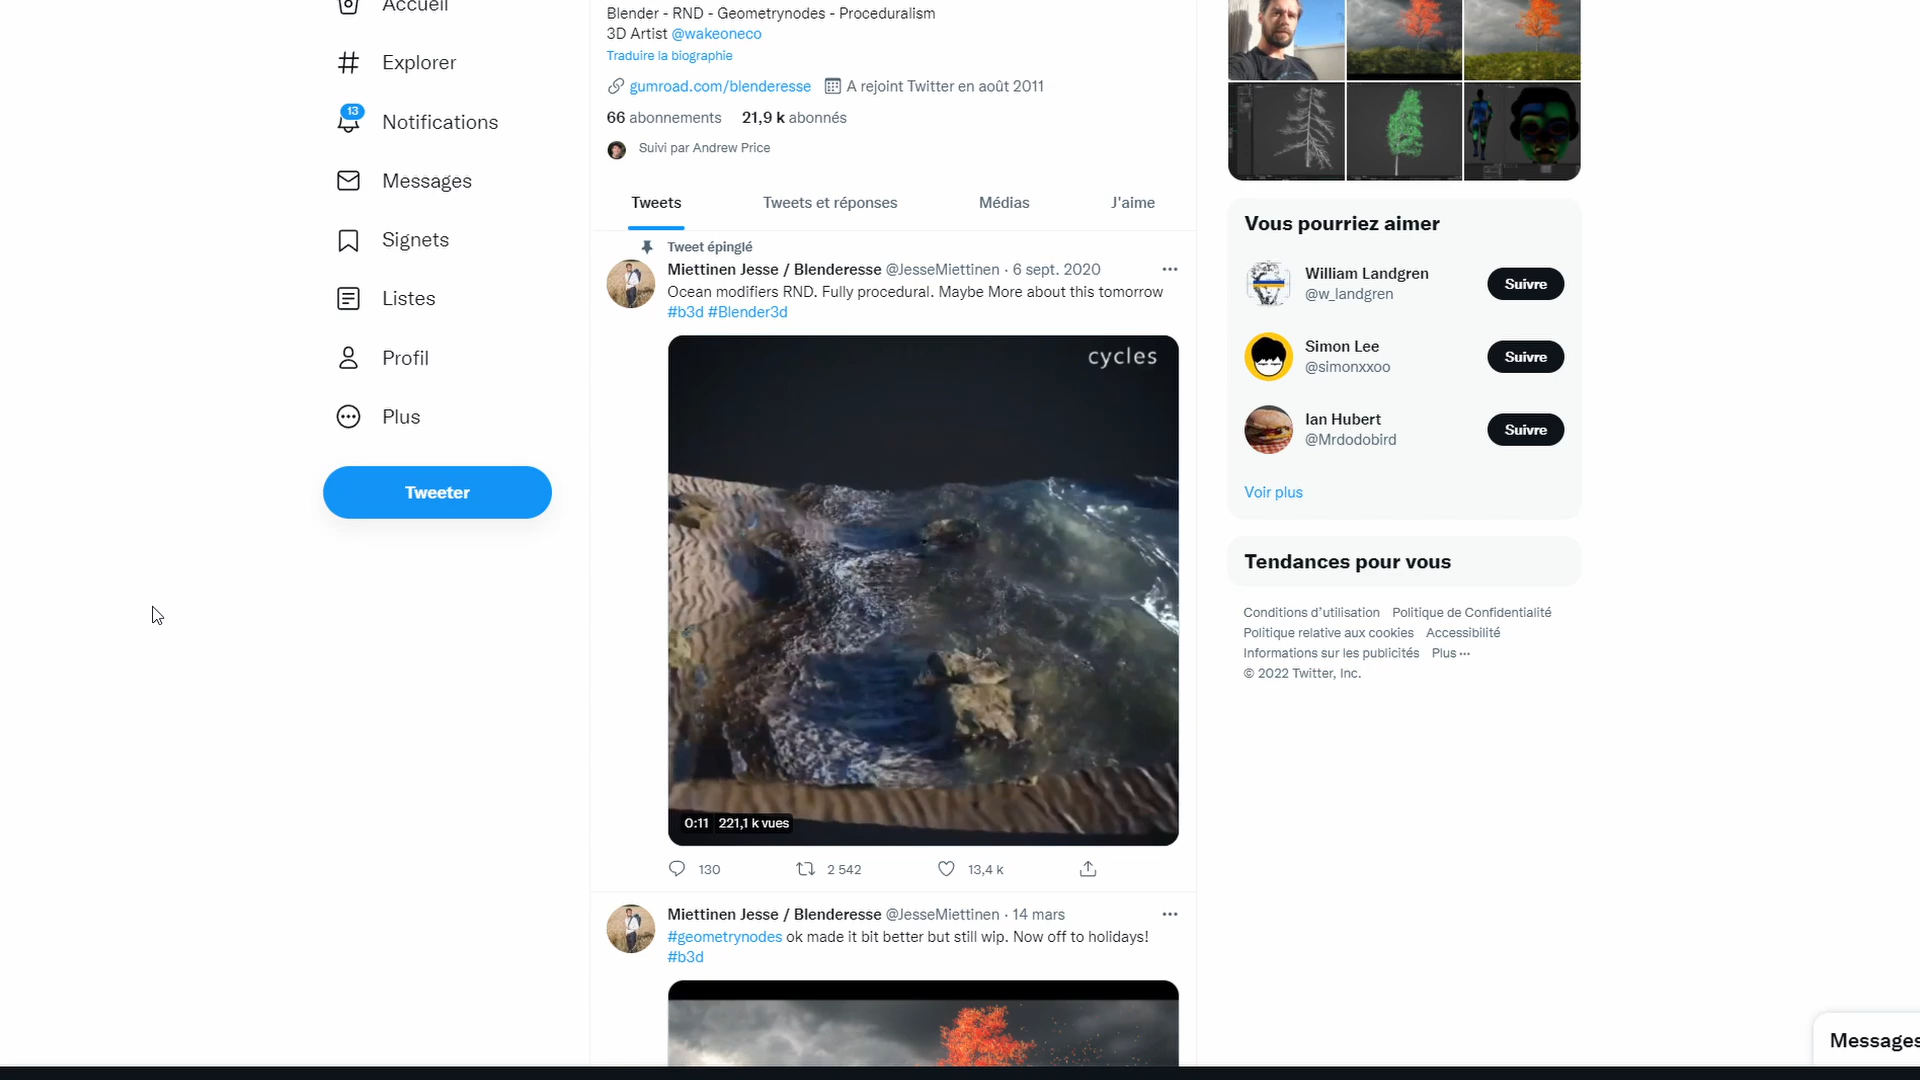 Accueil
Explorer
13
Notifications
Messages
Signets
Listes
Profil
Plus
Tweeter
Blender - RND - Geometrynodes - Proceduralism
3D Artist @wakeoneco
Traduire la biographie
gumroad.com/blenderesse A rejoint Twitter en août 2011
66 abonnements 21,9 k abonnés
Suivi par Andrew Price
Tweets Tweets et réponses Médias J'aime
Tweet épinglé
Miettinen Jesse / Blenderesse @JesseMiettinen · 6 sept. 2020
Ocean modifiers RND. Fully procedural. Maybe More about this tomorrow
#b3d #Blender3d
cycles
0:11 221,1 k vues
130 2 542 13,4 k
Miettinen Jesse / Blenderesse @JesseMiettinen · 14 mars
#geometrynodes ok made it bit better but still wip. Now off to holidays!
#b3d
Vous pourriez aimer
William Landgren
@w_landgren
Suivre
Simon Lee
@simonxxoo
Suivre
Ian Hubert
@Mrdodobird
Suivre
Voir plus
Tendances pour vous
Conditions d’utilisation Politique de Confidentialité
Politique relative aux cookies Accessibilité
Informations sur les publicités Plus ···
© 2022 Twitter, Inc.
Messages